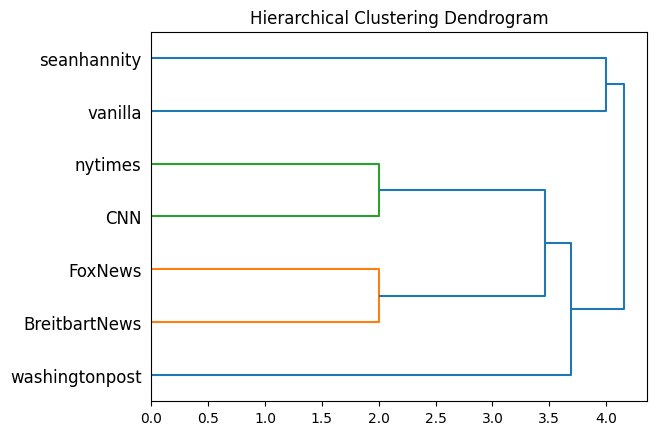 Hierarchical Clustering Dendrogram
seanhannity
vanilla
nytimes
CNN
FoxNews
BreitbartNews
washingtonpost
0.0 0.5 1.0 1.5 2.0 2.5 3.0 3.5 4.0